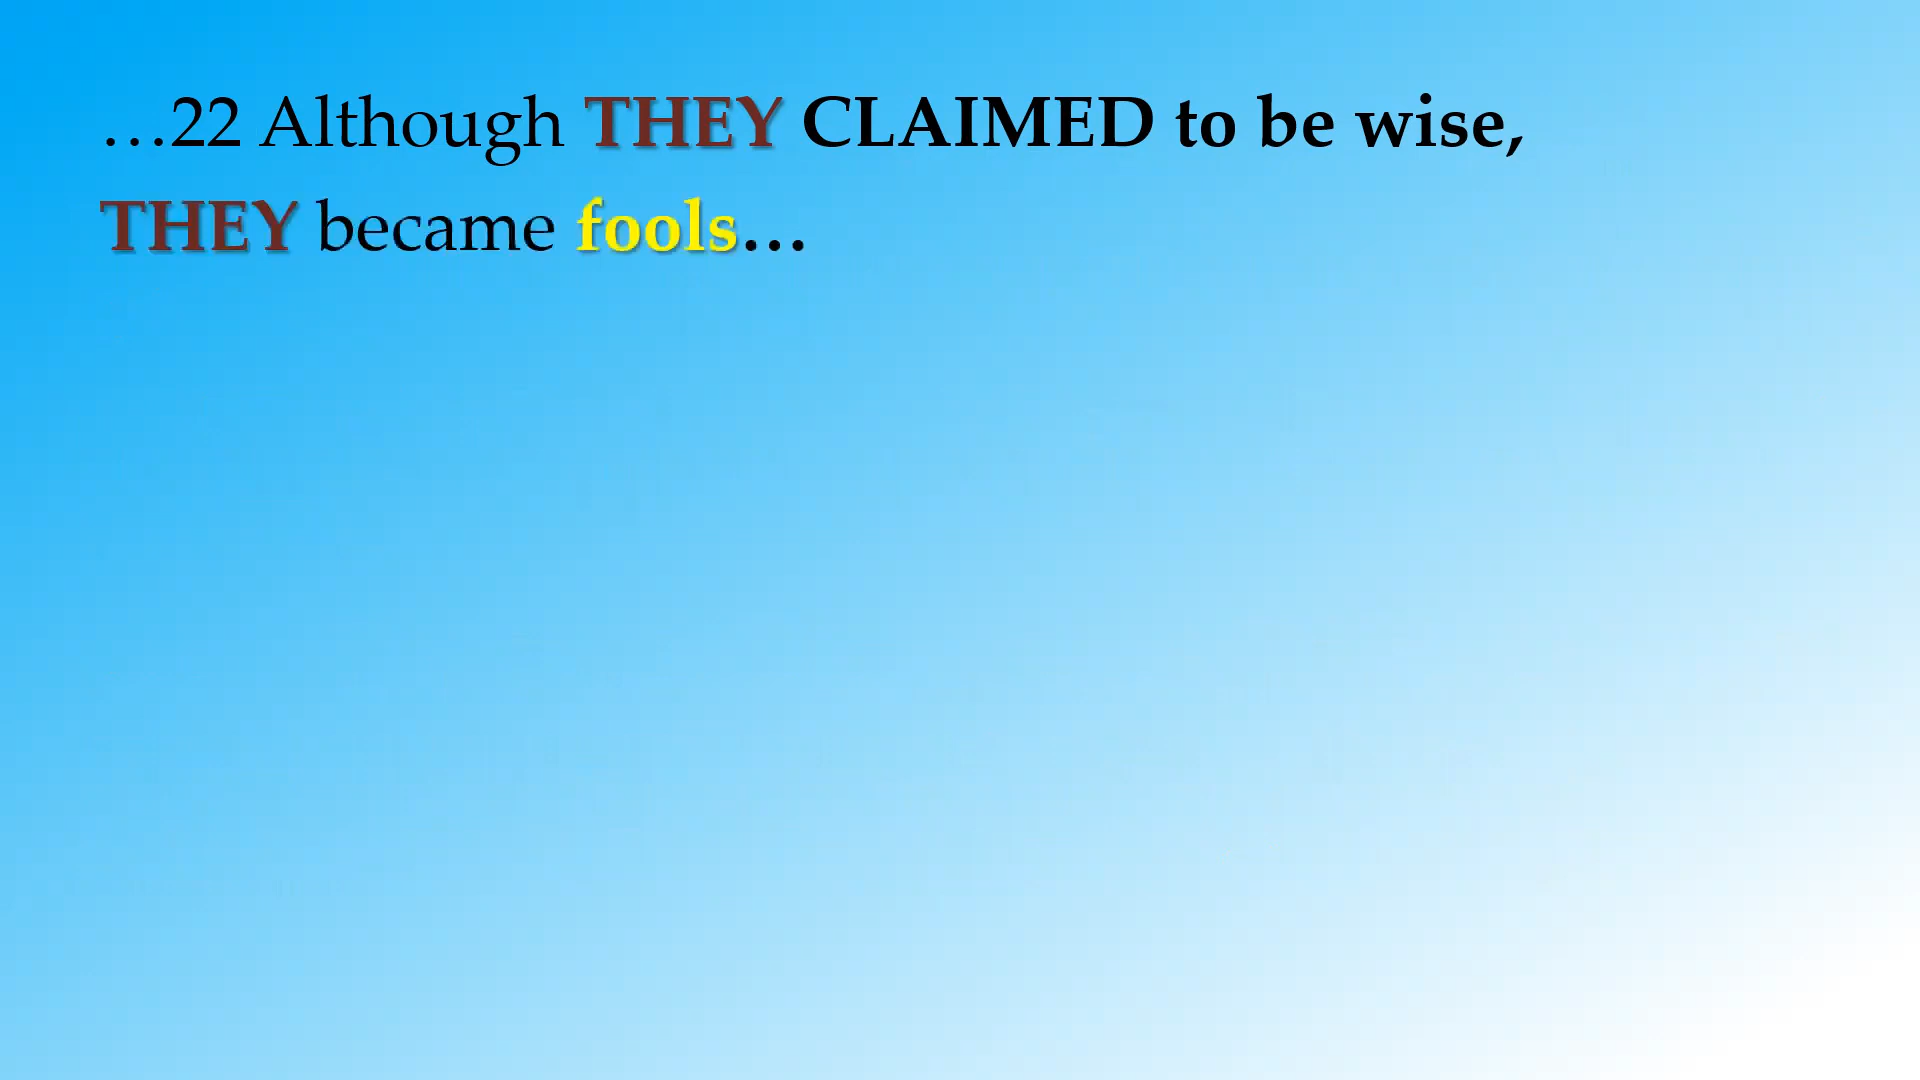 …22 Although THEY CLAIMED to be wise,
THEY became fools…